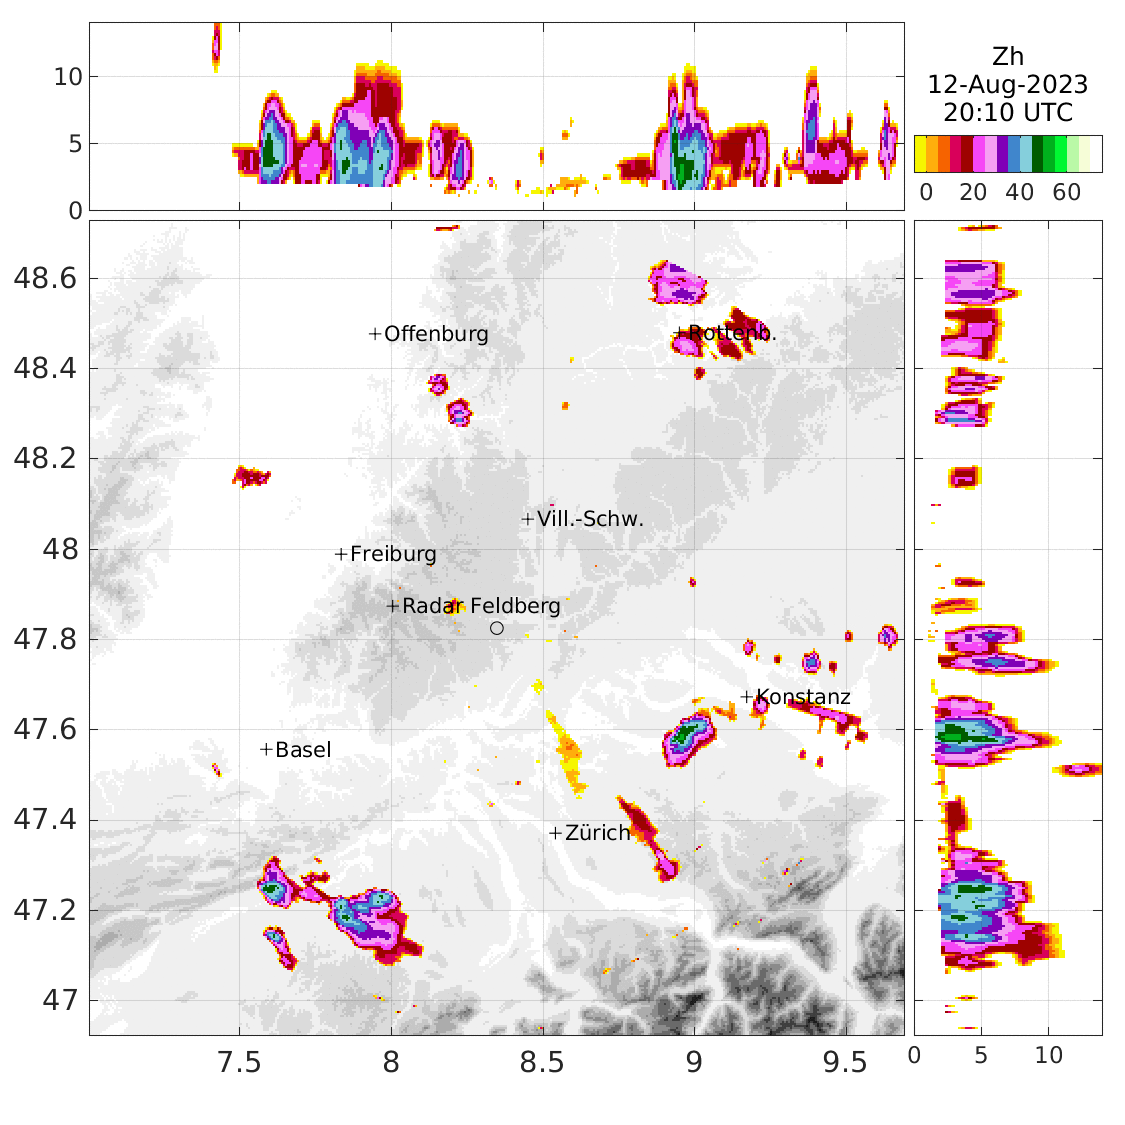 Zh
12-Aug-2023
20:10 UTC
0 20 40 60
10
5
0
48.6
48.4
48.2
48
47.8
47.6
47.4
47.2
47
+Offenburg
+Rottenb.
+Vill.-Schw.
+Freiburg
+Radar Feldberg
+Konstanz
+Basel
+Zürich
7.5 8 8.5 9 9.5
0 5 10